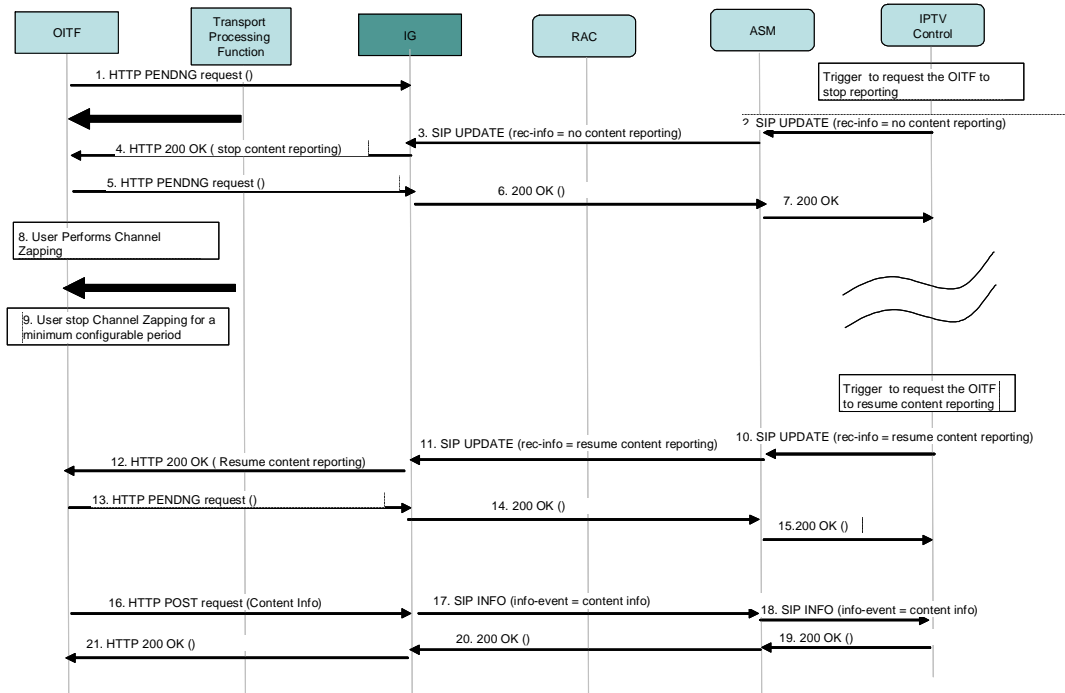 OITF
Transport
Processing
Function
IG
RAC
ASM
IPTV
Control
1. HTTP PENDNG request ()
Trigger to request the OITF to
stop reporting
2. SIP UPDATE (rec-info = no content reporting)
3. SIP UPDATE (rec-info = no content reporting)
4. HTTP 200 OK ( stop content reporting)
5. HTTP PENDNG request ()
6. 200 OK ()
7. 200 OK
8. User Performs Channel
Zapping
9. User stop Channel Zapping for a
minimum configurable period
Trigger to request the OITF
to resume content reporting
10. SIP UPDATE (rec-info = resume content reporting)
11. SIP UPDATE (rec-info = resume content reporting)
12. HTTP 200 OK ( Resume content reporting)
13. HTTP PENDNG request ()
14. 200 OK ()
15.200 OK ()
16. HTTP POST request (Content Info)
17. SIP INFO (info-event = content info)
18. SIP INFO (info-event = content info)
19. 200 OK ()
20. 200 OK ()
21. HTTP 200 OK ()